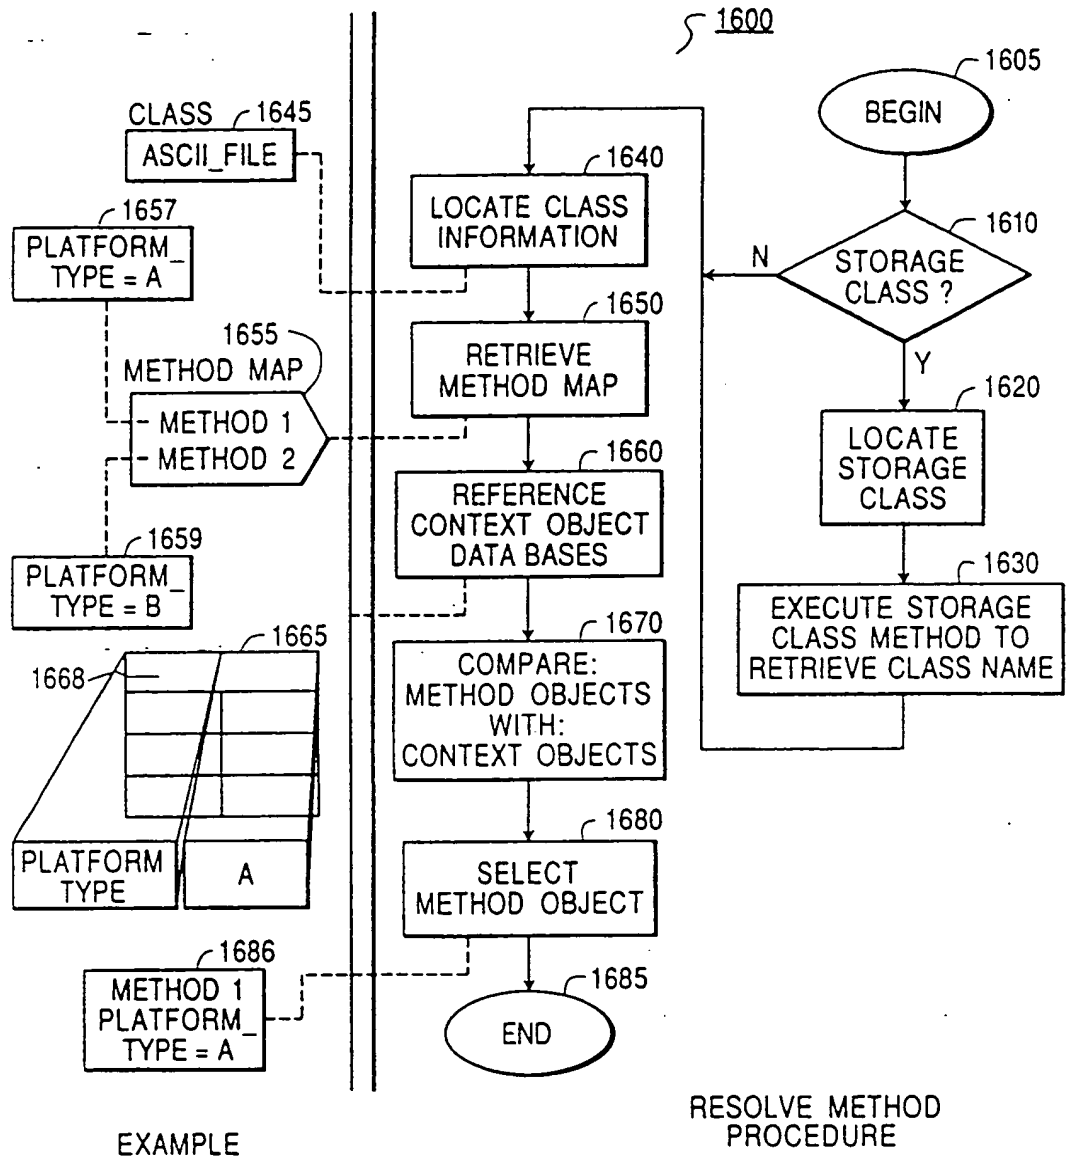 1600
1605
BEGIN
CLASS
1645
ASCII_FILE
1640
LOCATE CLASS
INFORMATION
1610
STORAGE
CLASS ?
N
Y
1657
PLATFORM_
TYPE = A
1650
RETRIEVE
METHOD MAP
1655
METHOD MAP
METHOD 1
METHOD 2
1620
LOCATE
STORAGE
CLASS
1660
REFERENCE
CONTEXT OBJECT
DATA BASES
1659
PLATFORM_
TYPE = B
1630
EXECUTE STORAGE
CLASS METHOD TO
RETRIEVE CLASS NAME
1665
1668
1670
COMPARE:
METHOD OBJECTS
WITH:
CONTEXT OBJECTS
PLATFORM
TYPE
A
1680
SELECT
METHOD OBJECT
1686
METHOD 1
PLATFORM_
TYPE = A
1685
END
EXAMPLE
RESOLVE METHOD
PROCEDURE